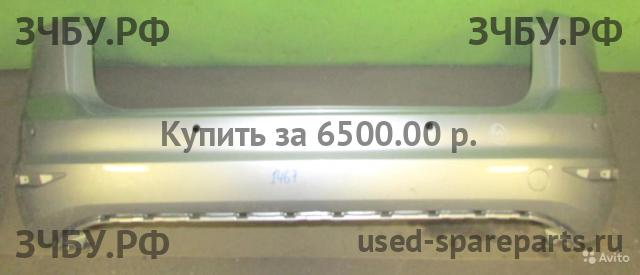 ЗЧБУ.РФ ЗЧБУ.РФ
Купить за 6500.00 р.
1467
ЗЧБУ.РФ used-spareparts.ru
Avito